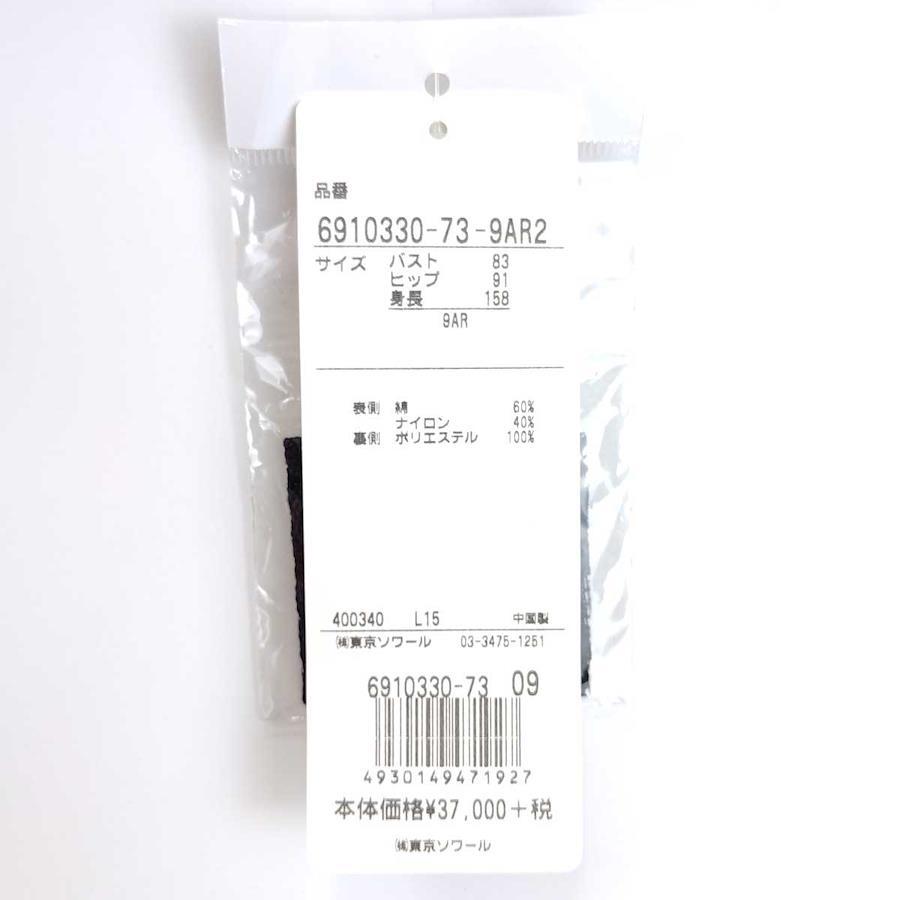 品番
6910330-73-9AR2
サイズ バスト 83
ヒップ 91
身長 158
9AR
表側 綿 60%
ナイロン 40%
裏側 ポリエステル 100%
400340 L15 中国製
㈱東京ソワール 03-3475-1251
6910330-73 09
4930149471927
本体価格¥37,000+税
㈱東京ソワール